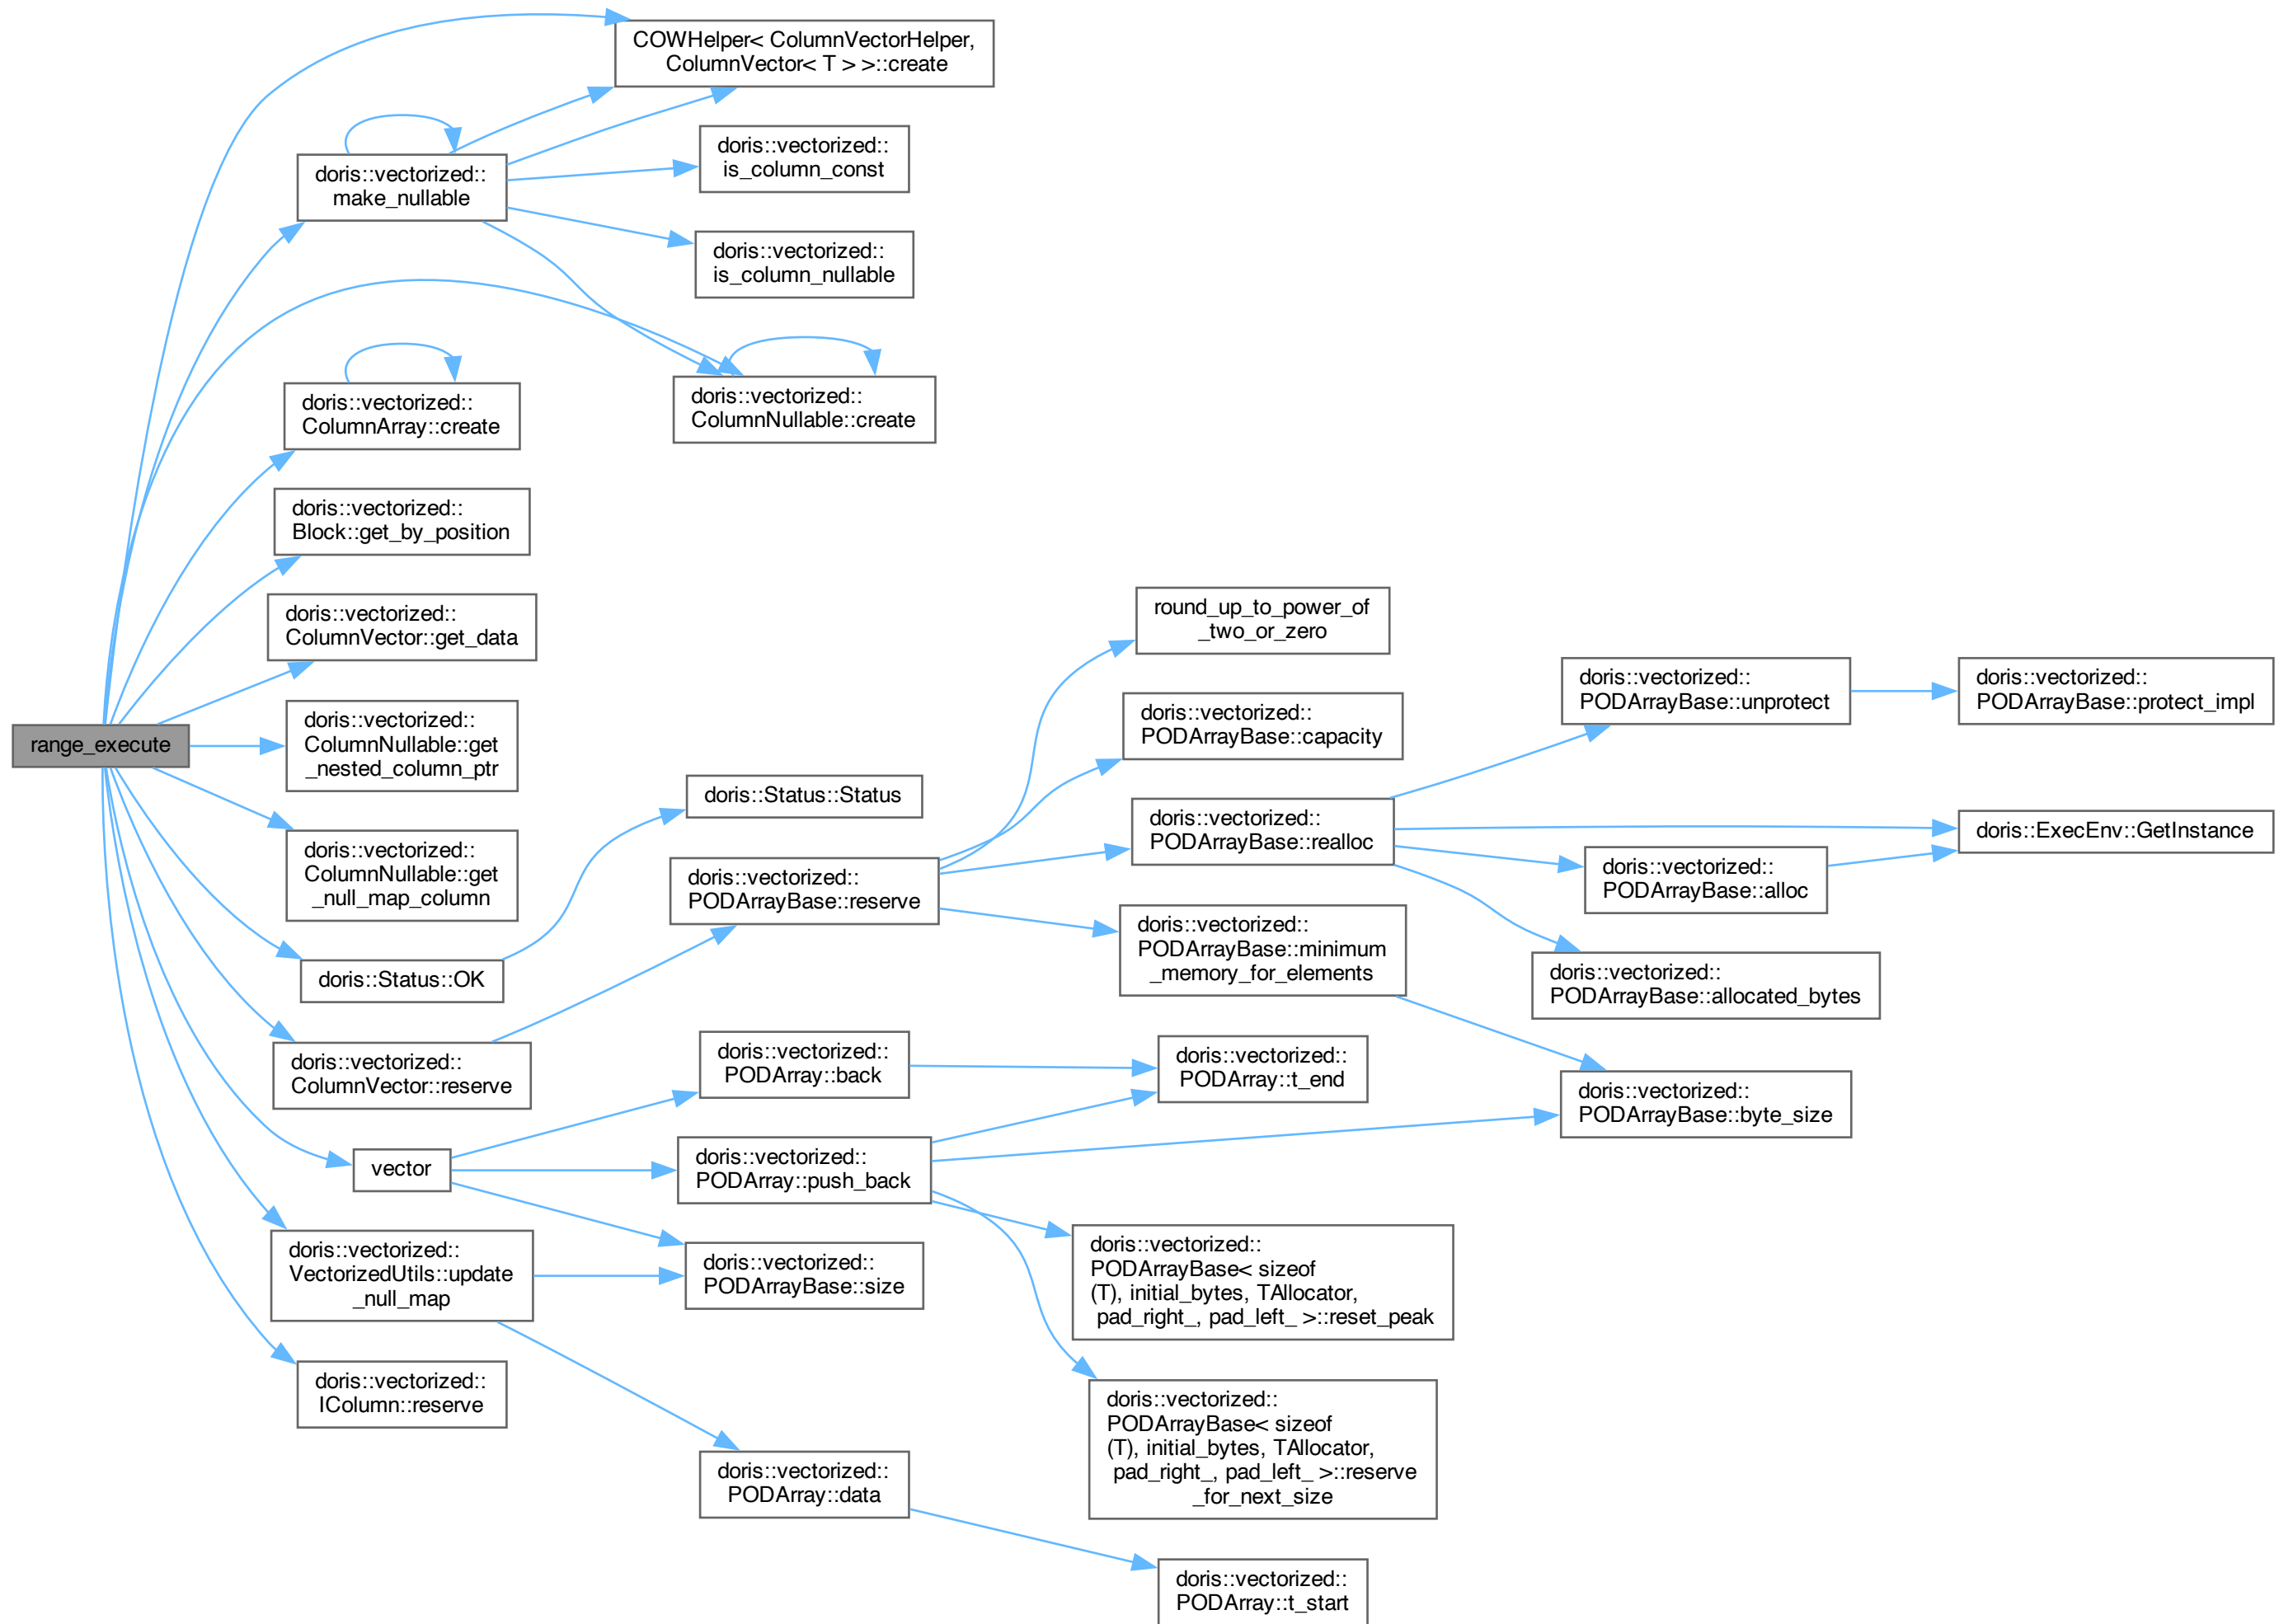 COWHelper< ColumnVectorHelper,
ColumnVector< T > >::create
doris::vectorized::
is_column_const
doris::vectorized::
make_nullable
doris::vectorized::
is_column_nullable
doris::vectorized::
ColumnArray::create
doris::vectorized::
ColumnNullable::create
doris::vectorized::
Block::get_by_position
doris::vectorized::
ColumnVector::get_data
round_up_to_power_of
_two_or_zero
doris::vectorized::
PODArrayBase::unprotect
doris::vectorized::
PODArrayBase::protect_impl
range_execute
doris::vectorized::
ColumnNullable::get
_nested_column_ptr
doris::vectorized::
PODArrayBase::capacity
doris::Status::Status
doris::vectorized::
PODArrayBase::realloc
doris::ExecEnv::GetInstance
doris::vectorized::
ColumnNullable::get
_null_map_column
doris::vectorized::
PODArrayBase::reserve
doris::vectorized::
PODArrayBase::alloc
doris::vectorized::
PODArrayBase::minimum
_memory_for_elements
doris::Status::OK
doris::vectorized::
PODArrayBase::allocated_bytes
doris::vectorized::
ColumnVector::reserve
doris::vectorized::
PODArray::back
doris::vectorized::
PODArray::t_end
doris::vectorized::
PODArrayBase::byte_size
vector
doris::vectorized::
PODArray::push_back
doris::vectorized::
VectorizedUtils::update
_null_map
doris::vectorized::
PODArrayBase::size
doris::vectorized::
PODArrayBase< sizeof
(T), initial_bytes, TAllocator,
pad_right_, pad_left_ >::reset_peak
doris::vectorized::
IColumn::reserve
doris::vectorized::
PODArrayBase< sizeof
(T), initial_bytes, TAllocator,
pad_right_, pad_left_ >::reserve
_for_next_size
doris::vectorized::
PODArray::data
doris::vectorized::
PODArray::t_start